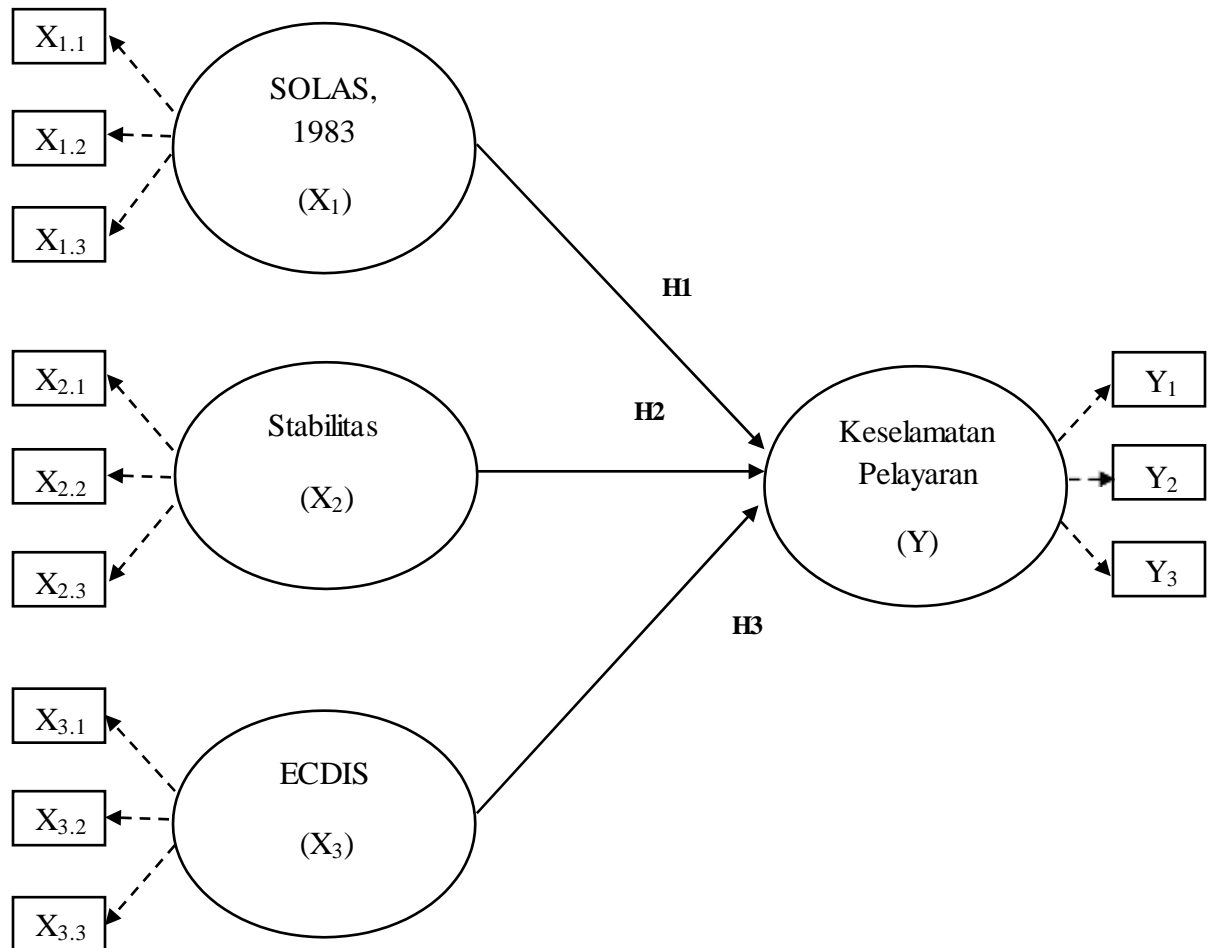 X₁.₁
X₁.₂
X₁.₃
SOLAS,
1983
(X₁)
H1
X₂.₁
X₂.₂
X₂.₃
Stabilitas
(X₂)
H2
Keselamatan
Pelayaran
(Y)
Y₁
Y₂
Y₃
H3
X₃.₁
X₃.₂
X₃.₃
ECDIS
(X₃)